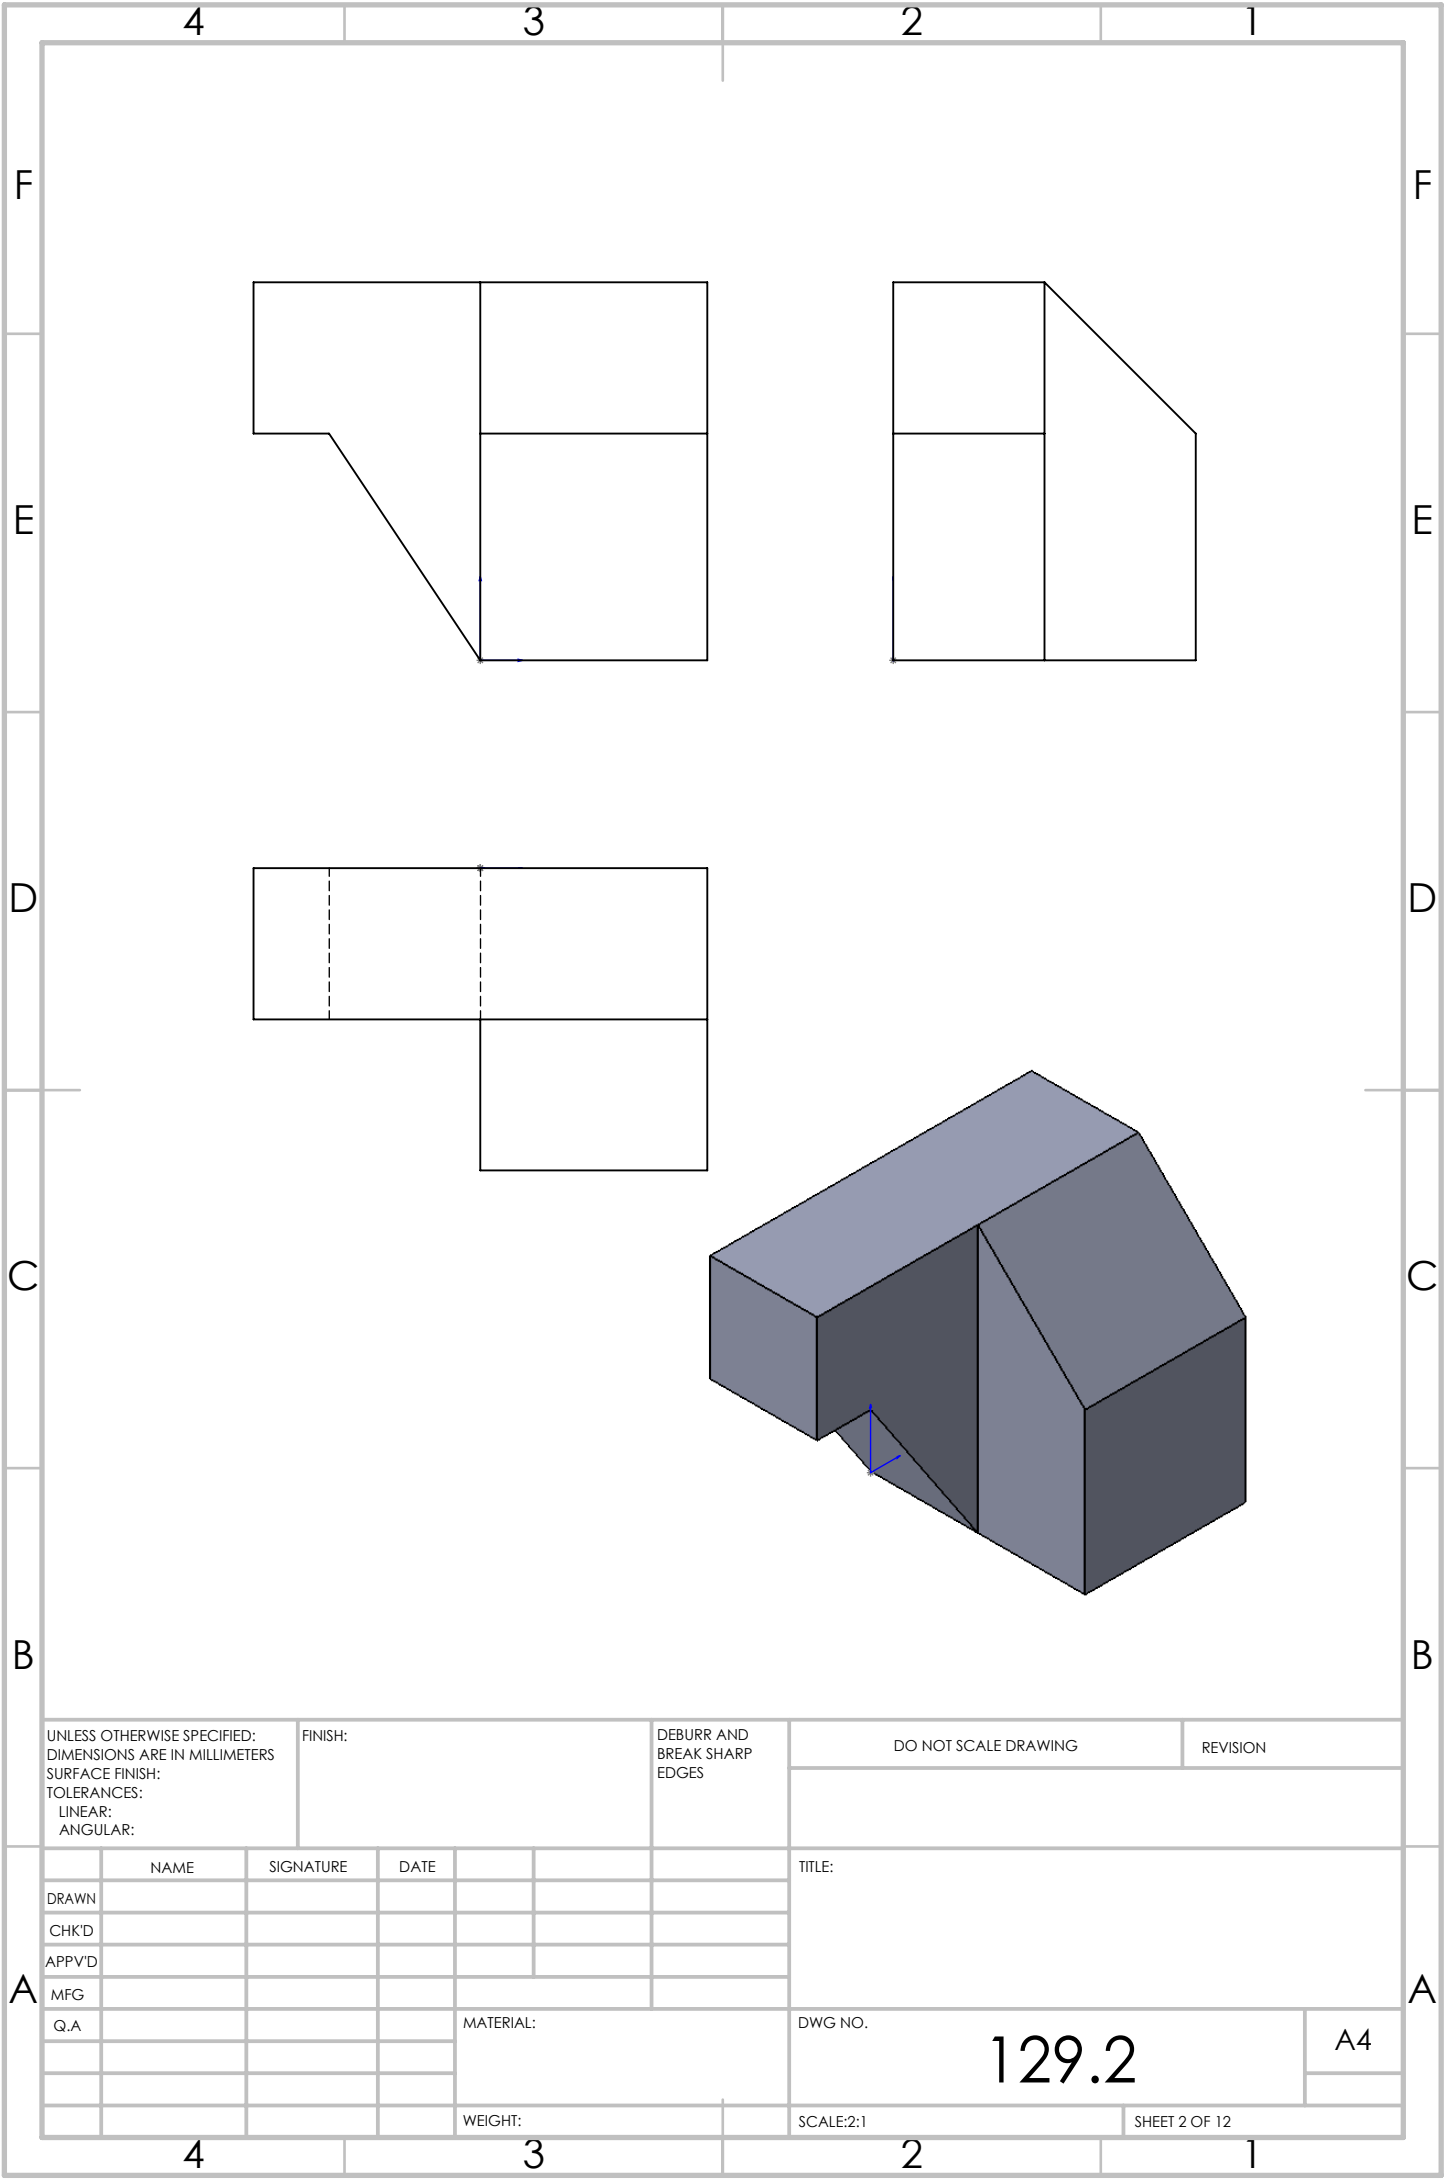 4 3 2 1
F F
E E
D D
C C
B B
UNLESS OTHERWISE SPECIFIED:
DIMENSIONS ARE IN MILLIMETERS
SURFACE FINISH:
TOLERANCES:
LINEAR:
ANGULAR:
FINISH:
DEBURR AND
BREAK SHARP
EDGES
DO NOT SCALE DRAWING
REVISION
NAME SIGNATURE DATE
TITLE:
DRAWN
CHK'D
APPV'D
A A
MFG
Q.A
MATERIAL:
DWG NO.
129.2
A4
WEIGHT:
SCALE:2:1
SHEET 2 OF 12
4 3 2 1